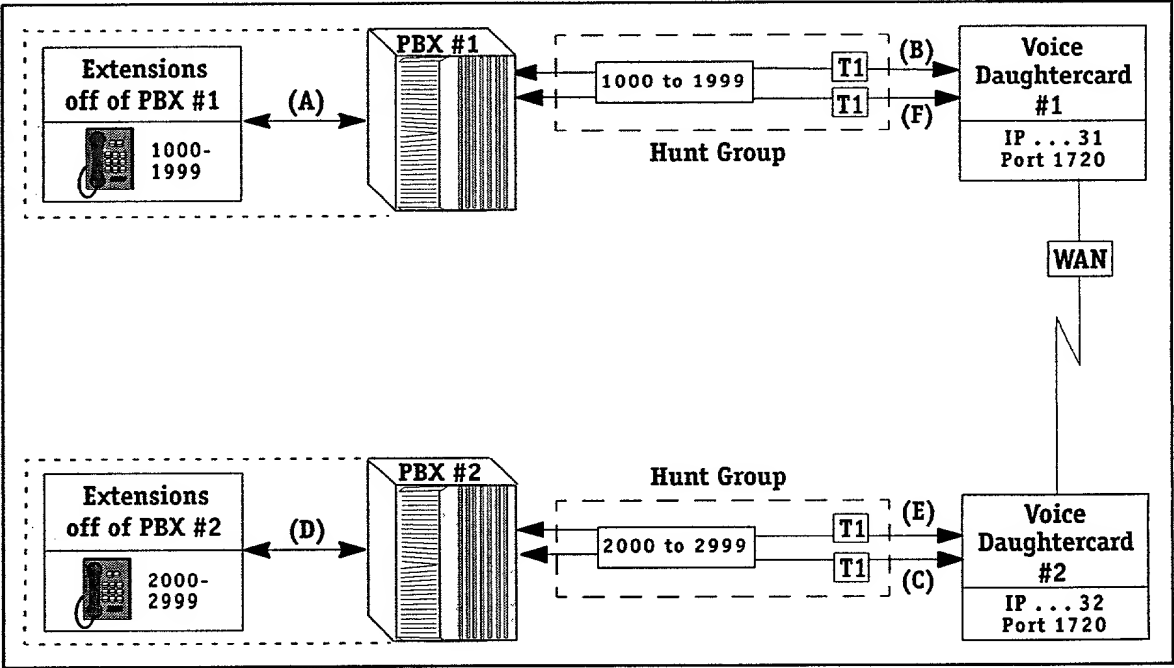 PBX #1
Extensions
off of PBX #1
1000-
1999
(A)
1000 to 1999
T1
T1
(B)
(F)
Hunt Group
Voice
Daughtercard
#1
IP . . . 31
Port 1720
WAN
PBX #2
Extensions
off of PBX #2
2000-
2999
(D)
Hunt Group
2000 to 2999
T1
T1
(E)
(C)
Voice
Daughtercard
#2
IP . . . 32
Port 1720